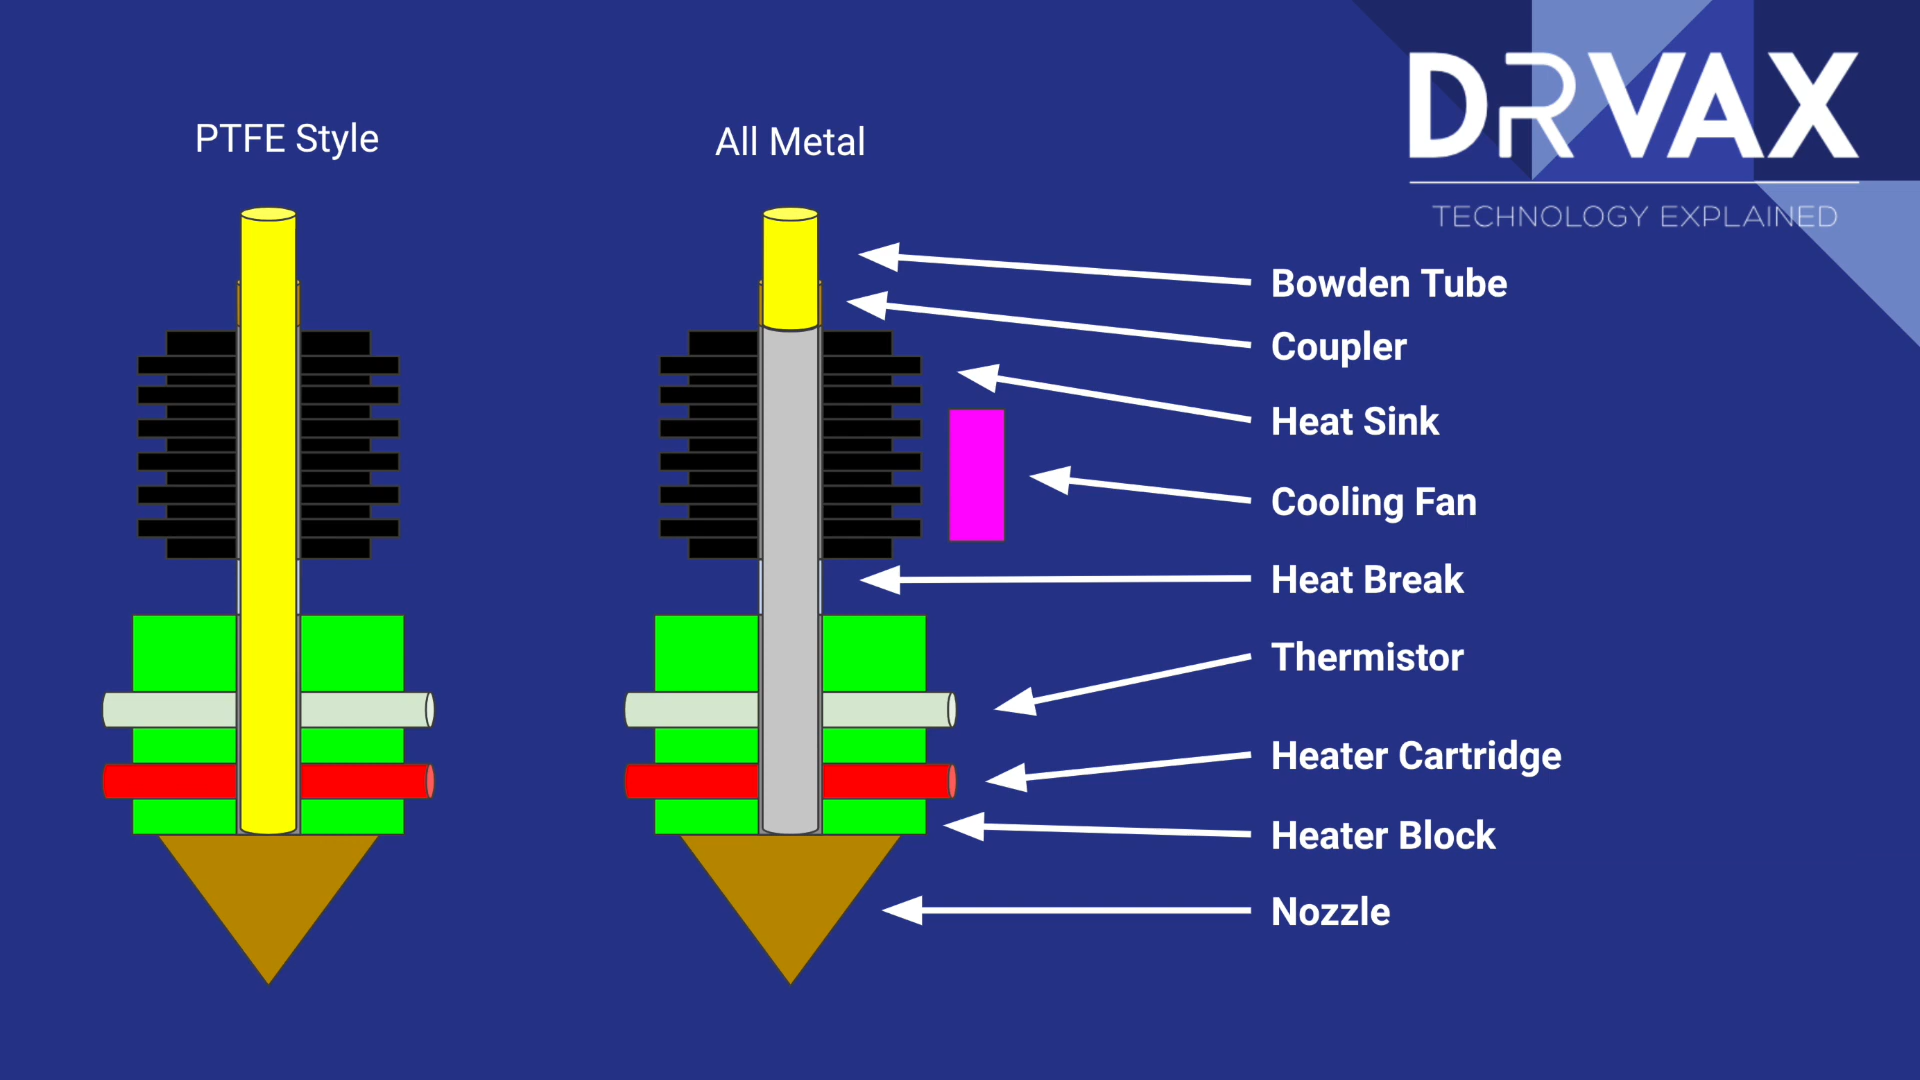 DRVAX
TECHNOLOGY EXPLAINED
PTFE Style
All Metal
Bowden Tube
Coupler
Heat Sink
Cooling Fan
Heat Break
Thermistor
Heater Cartridge
Heater Block
Nozzle